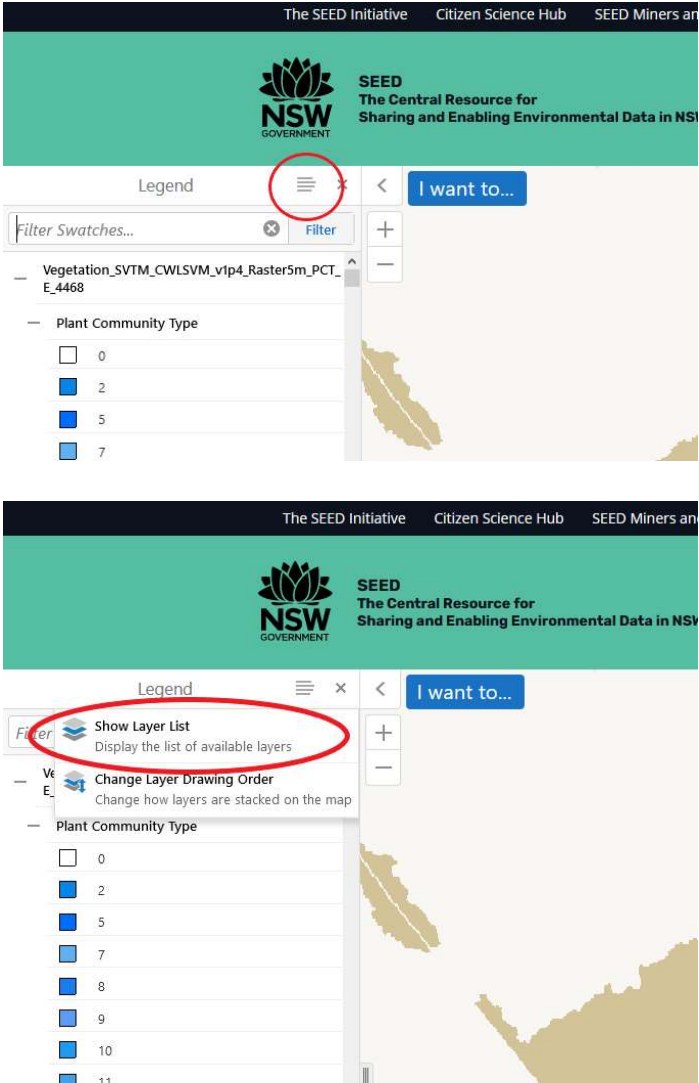 The SEED Initiative Citizen Science Hub SEED Miners an
NSW
GOVERNMENT
SEED
The Central Resource for
Sharing and Enabling Environmental Data in NSW
Legend
I want to...
Filter Swatches...
Filter
Vegetation_SVTM_CWLSVM_v1p4_Raster5m_PCT_
E_4468
Plant Community Type
0
2
5
7
The SEED Initiative Citizen Science Hub SEED Miners an
NSW
GOVERNMENT
SEED
The Central Resource for
Sharing and Enabling Environmental Data in NSW
Legend
I want to...
Show Layer List
Display the list of available layers
Change Layer Drawing Order
Change how layers are stacked on the map
Plant Community Type
0
2
5
7
8
9
10
11